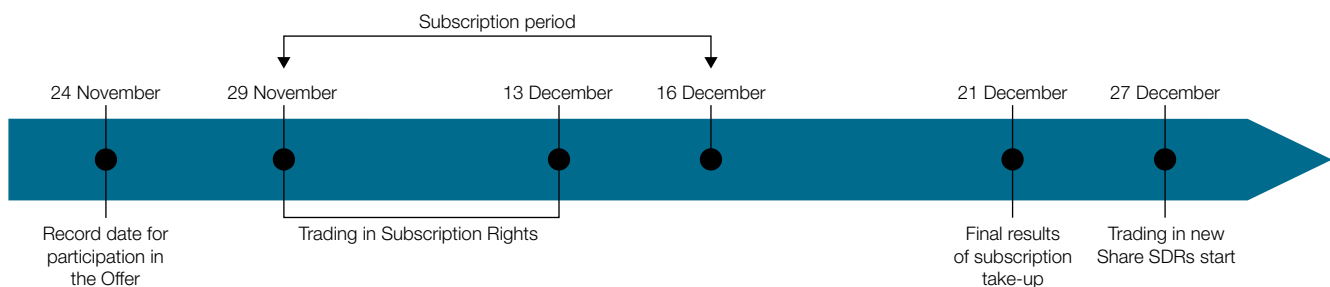 Subscription period
24 November
29 November
13 December
16 December
21 December
27 December
Record date for
participation in
the Offer
Trading in Subscription Rights
Final results
of subscription
take-up
Trading in new
Share SDRs start